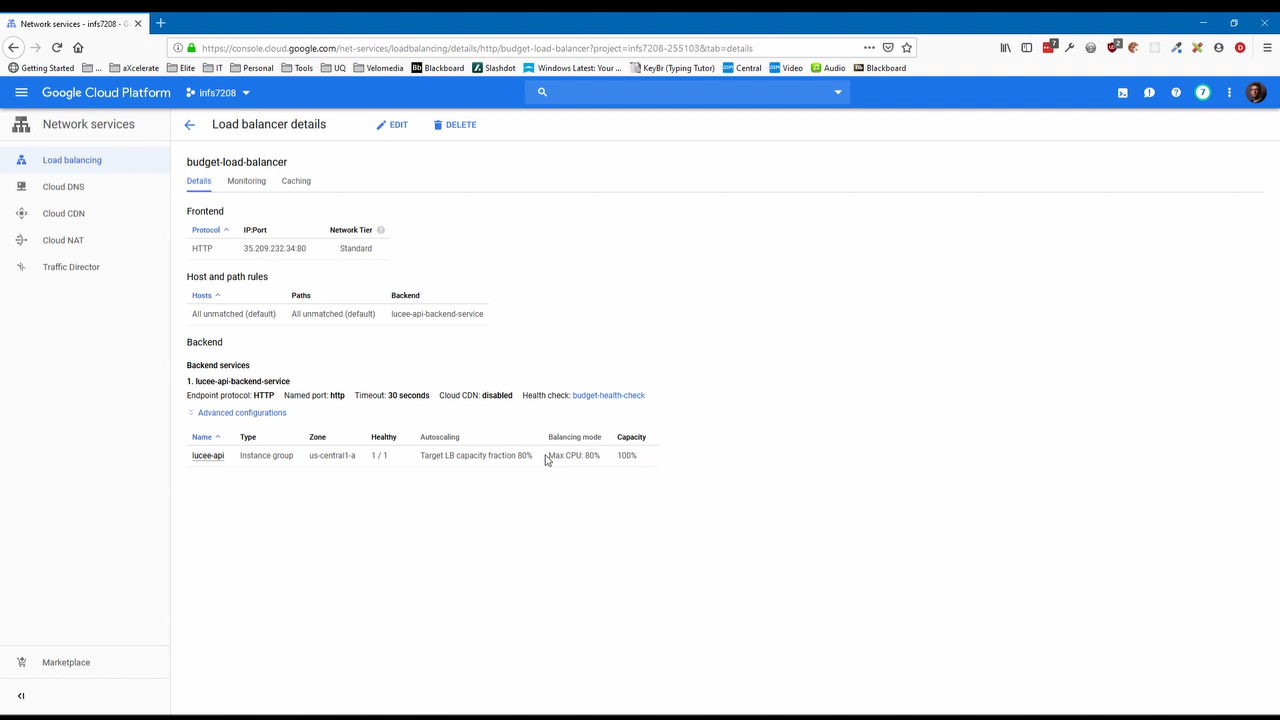 Network services - infs7208 - G
https://console.cloud.google.com/net-services/loadbalancing/details/http/budget-load-balancer?project=infs7208-255103&tab=details
7
2
Getting Started ... aXcelerate Elite IT Personal Tools UQ Velomedia Bb Blackboard Slashdot Windows Latest: Your ... KeyBr (Typing Tutor) Central Video Audio Blackboard
Google Cloud Platform infs7208
7
Network services
Load balancer details EDIT DELETE
Load balancing
Cloud DNS
Cloud CDN
Cloud NAT
Traffic Director
Marketplace
budget-load-balancer
Details Monitoring Caching
Frontend
Protocol IP:Port Network Tier ?
HTTP 35.209.232.34:80 Standard
Host and path rules
Hosts Paths Backend
All unmatched (default) All unmatched (default) lucee-api-backend-service
Backend
Backend services
1. lucee-api-backend-service
Endpoint protocol: HTTP Named port: http Timeout: 30 seconds Cloud CDN: disabled Health check: budget-health-check
Advanced configurations
Name Type Zone Healthy Autoscaling Balancing mode Capacity
lucee-api Instance group us-central1-a 1 / 1 Target LB capacity fraction 80% Max CPU: 80% 100%